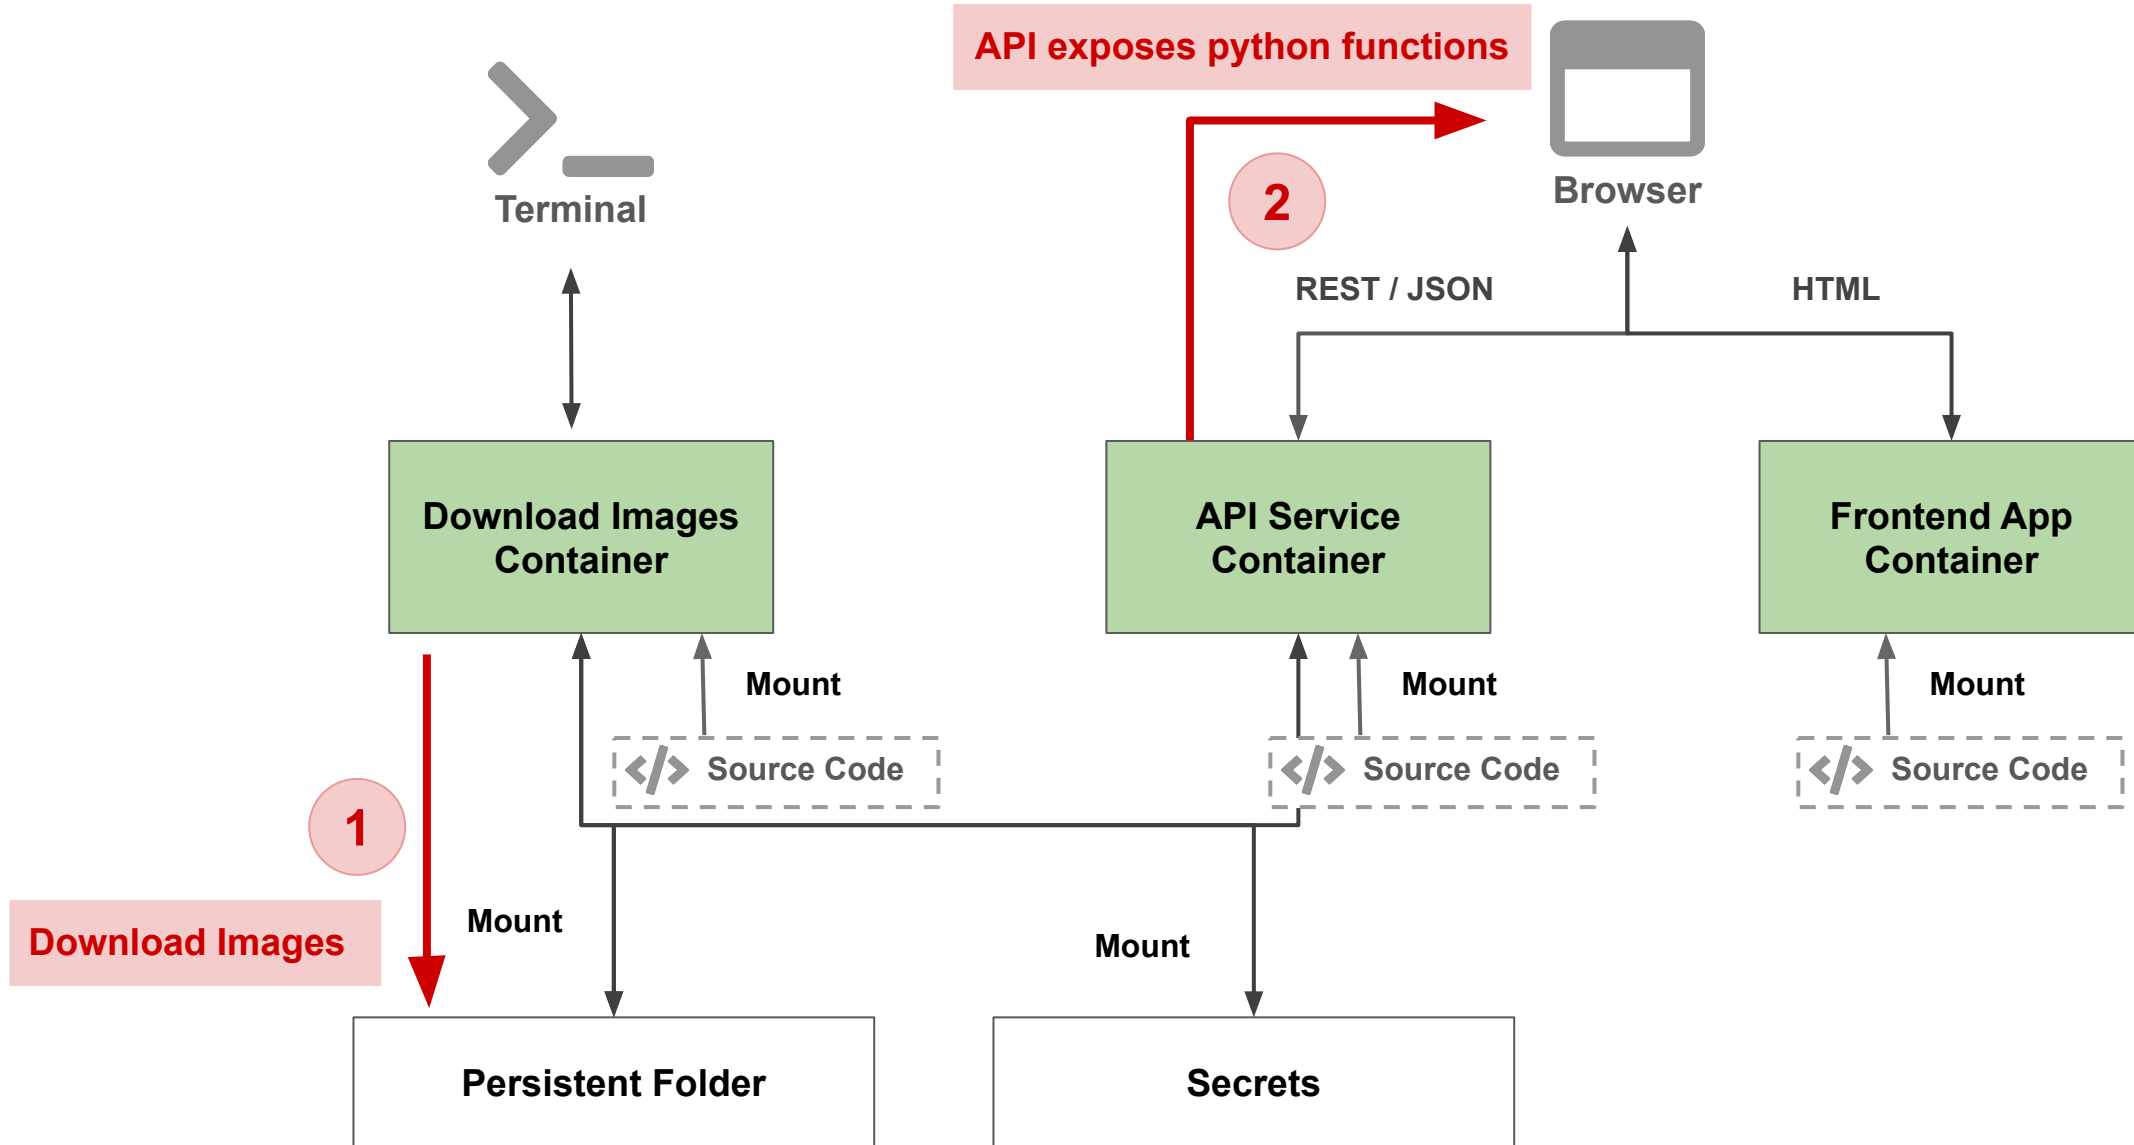 API exposes python functions
Terminal
2
Browser
REST / JSON
HTML
Download Images
Container
API Service
Container
Frontend App
Container
Mount
Mount
Mount
Source Code
Source Code
Source Code
1
Download Images
Mount
Mount
Persistent Folder
Secrets